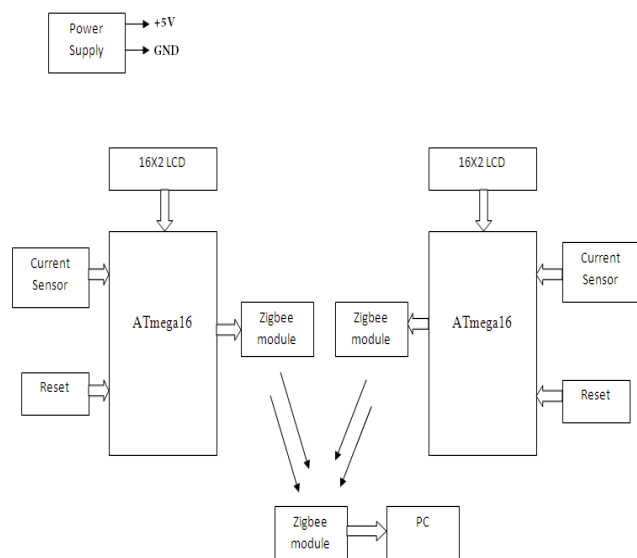 Power
Supply
+5V
GND
16X2 LCD
16X2 LCD
Current
Sensor
ATmega16
Zigbee
module
Zigbee
module
ATmega16
Current
Sensor
Reset
Reset
Zigbee
module
PC